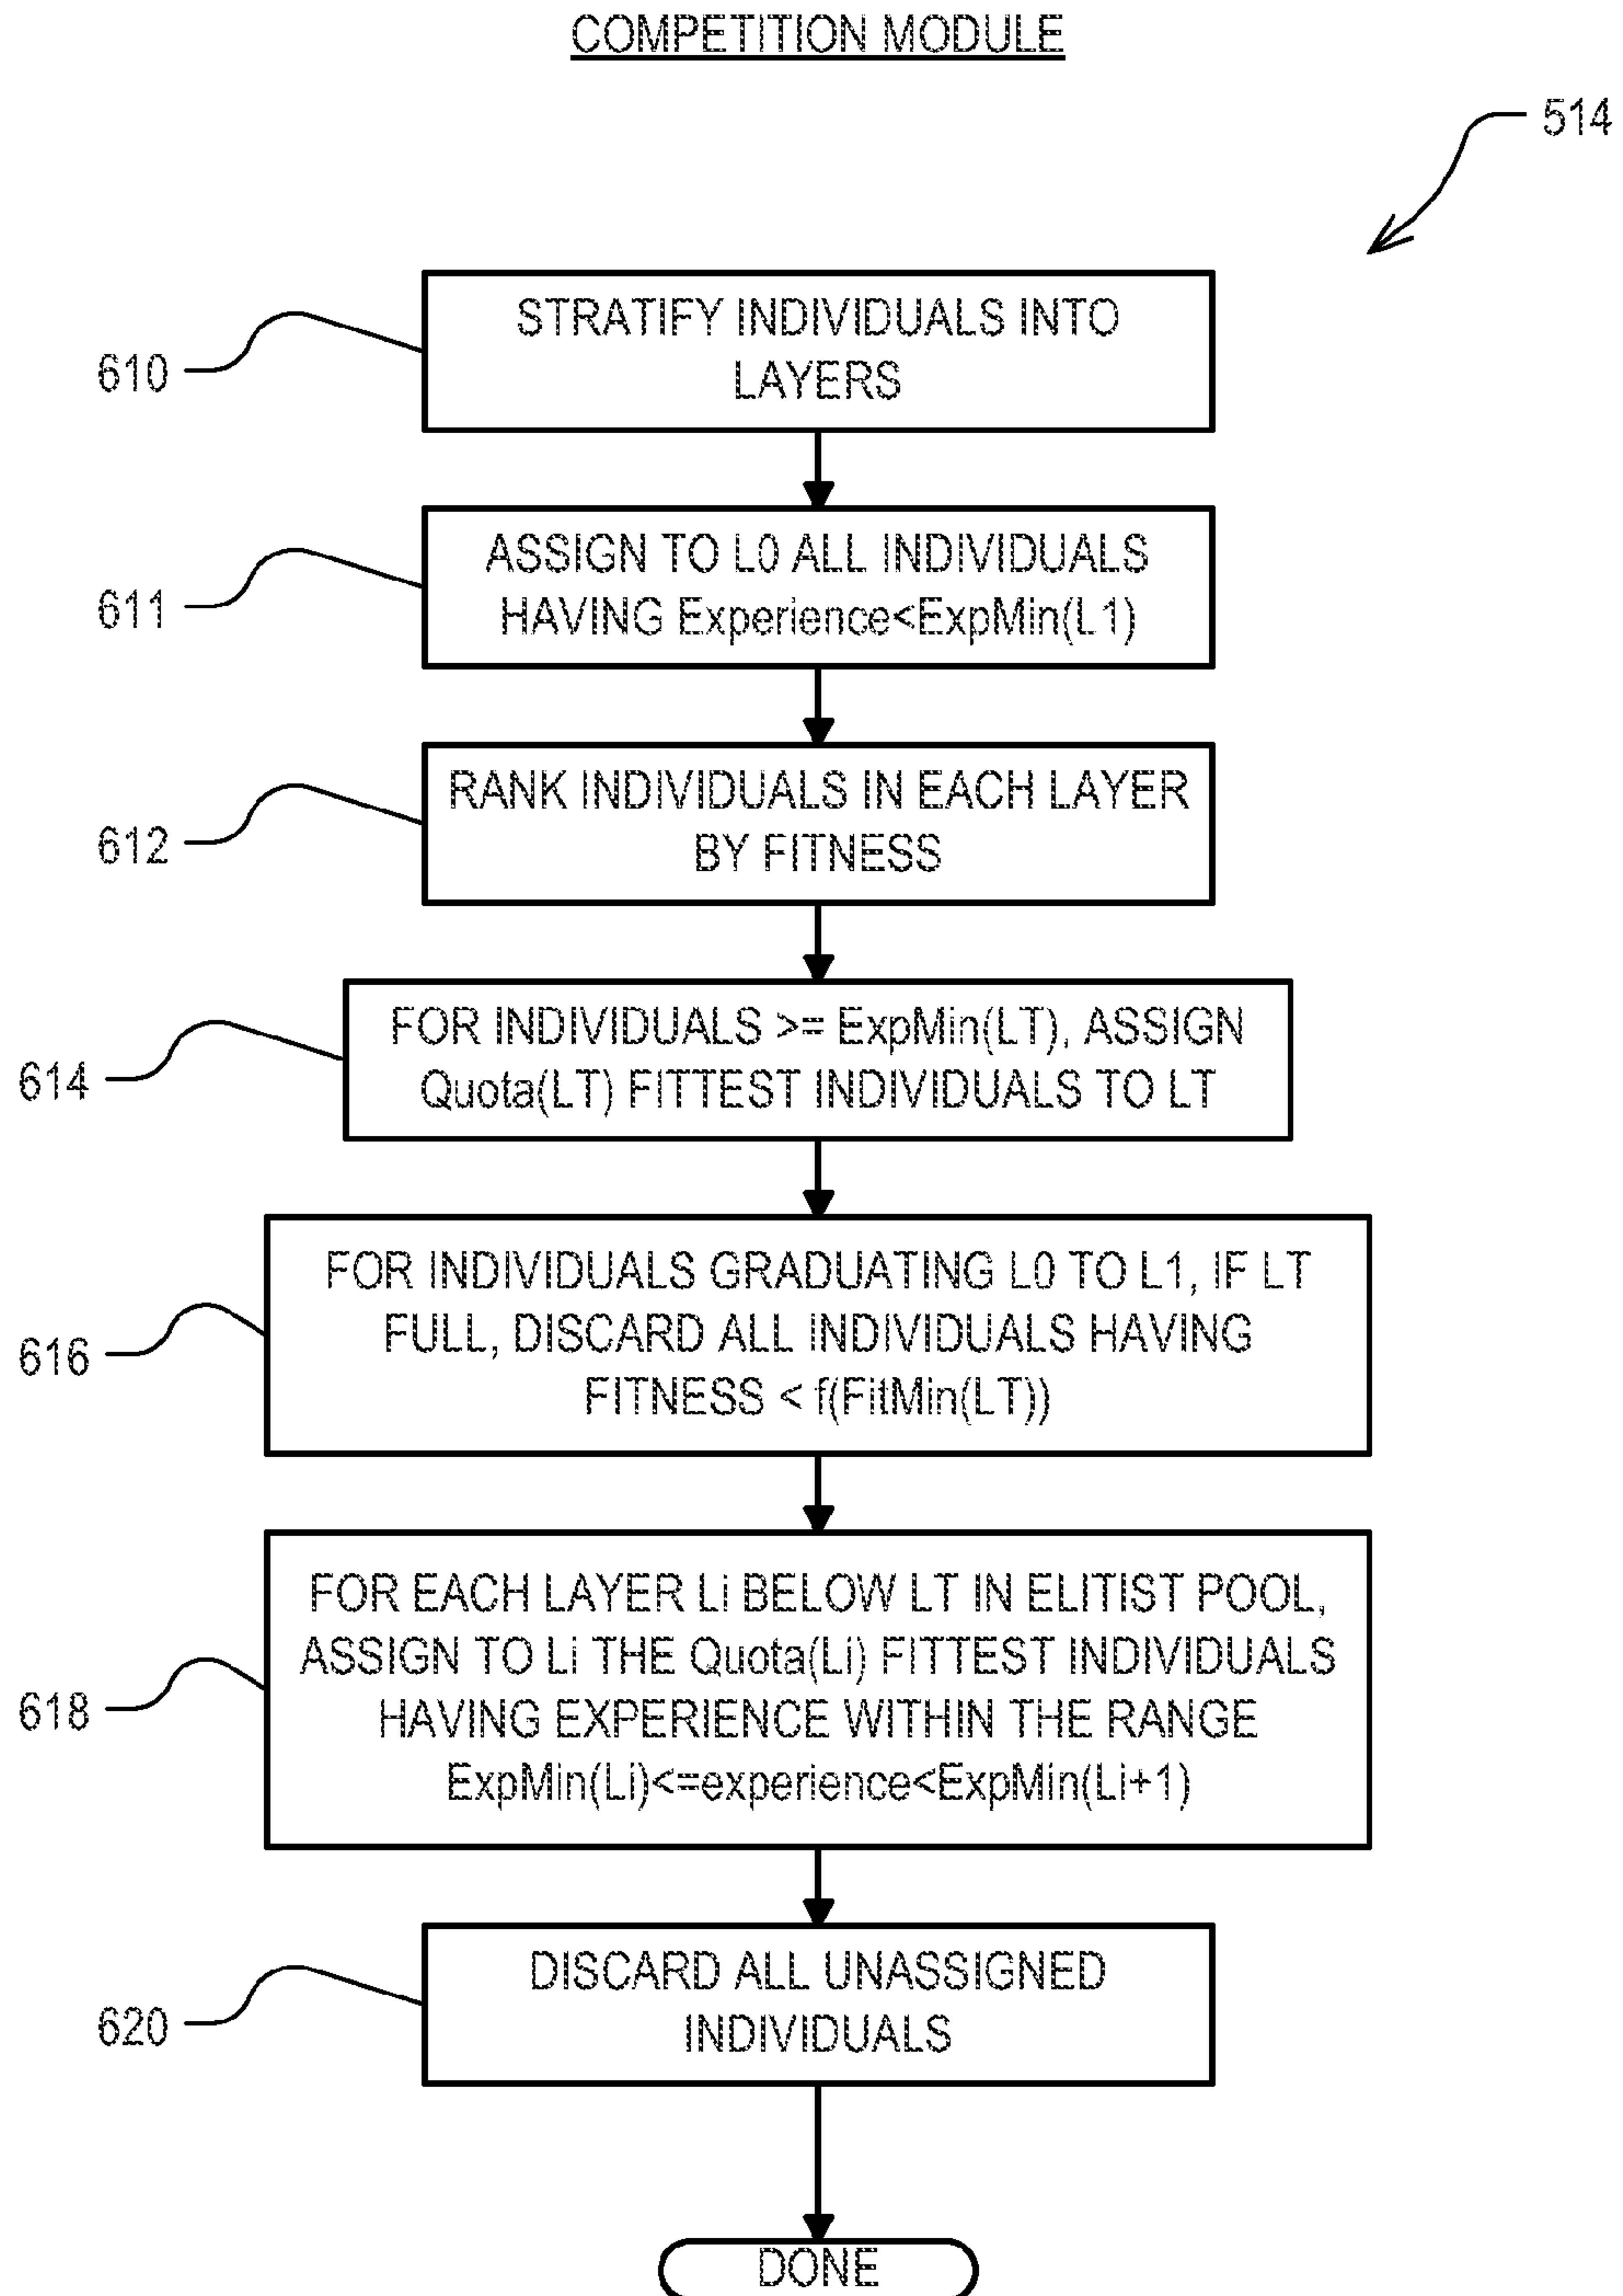 COMPETITION MODULE
514
STRATIFY INDIVIDUALS INTO
LAYERS
610
ASSIGN TO L0 ALL INDIVIDUALS
HAVING Experience<ExpMin(L1)
611
RANK INDIVIDUALS IN EACH LAYER
BY FITNESS
612
FOR INDIVIDUALS >= ExpMin(LT), ASSIGN
Quota(LT) FITTEST INDIVIDUALS TO LT
614
FOR INDIVIDUALS GRADUATING L0 TO L1, IF LT
FULL, DISCARD ALL INDIVIDUALS HAVING
FITNESS < f(FitMin(LT))
616
FOR EACH LAYER Li BELOW LT IN ELITIST POOL,
ASSIGN TO Li THE Quota(Li) FITTEST INDIVIDUALS
HAVING EXPERIENCE WITHIN THE RANGE
ExpMin(Li)<=experience<ExpMin(Li+1)
618
DISCARD ALL UNASSIGNED
INDIVIDUALS
620
DONE